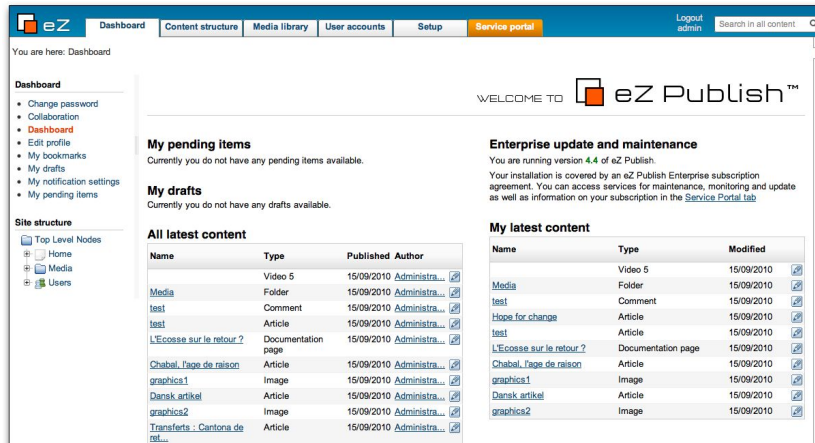 eZ
Dashboard
Content structure
Media library
User accounts
Setup
Service portal
Logout
admin
Search in all content
You are here: Dashboard
Dashboard
• Change password
• Collaboration
• Dashboard
• Edit profile
• My bookmarks
• My drafts
• My notification settings
• My pending items
Site structure
Top Level Nodes
Home
Media
Users
WELCOME TO eZ Publish™
My pending items
Currently you do not have any pending items available.
My drafts
Currently you do not have any drafts available.
All latest content
Name Type Published Author
Video 5 15/09/2010 Administra...
Media Folder 15/09/2010 Administra...
test Comment 15/09/2010 Administra...
test Article 15/09/2010 Administra...
L'Ecosse sur le retour ? Documentation page 15/09/2010 Administra...
Chabal, l'age de raison Article 15/09/2010 Administra...
graphics1 Image 15/09/2010 Administra...
Dansk artikel Article 15/09/2010 Administra...
graphics2 Image 15/09/2010 Administra...
Transferts : Cantona de ret... Article 15/09/2010 Administra...
Enterprise update and maintenance
You are running version 4.4 of eZ Publish.
Your installation is covered by an eZ Publish Enterprise subscription
agreement. You can access services for maintenance, monitoring and update
as well as information on your subscription in the Service Portal tab
My latest content
Name Type Modified
Video 5 15/09/2010
Media Folder 15/09/2010
test Comment 15/09/2010
Hope for change Article 15/09/2010
test Article 15/09/2010
L'Ecosse sur le retour ? Documentation page 15/09/2010
Chabal, l'age de raison Article 15/09/2010
graphics1 Image 15/09/2010
Dansk artikel Article 15/09/2010
graphics2 Image 15/09/2010